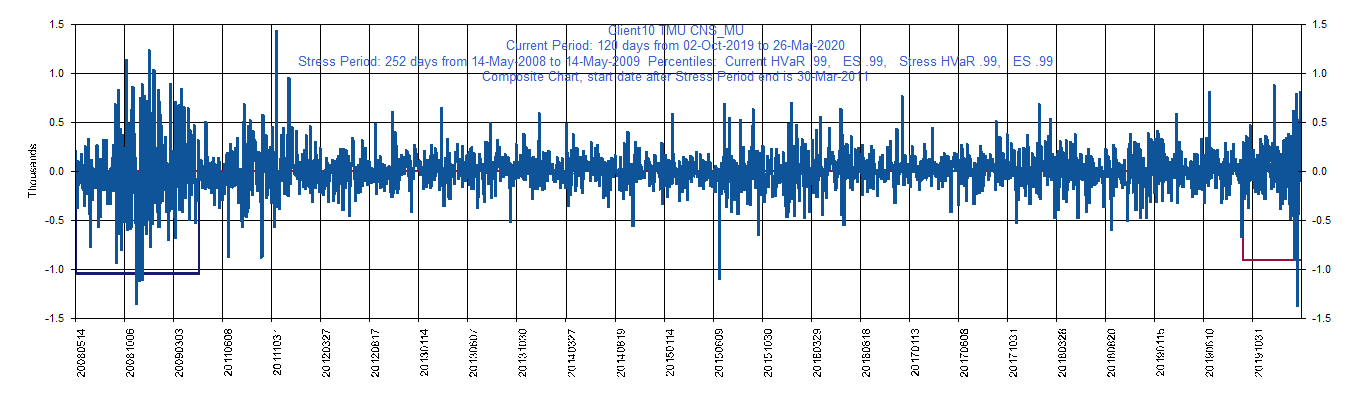 Client10 TMU CNS_MU
Current Period: 120 days from 02-Oct-2019 to 26-Mar-2020
Stress Period: 252 days from 14-May-2008 to 14-May-2009 Percentiles: Current HVaR .99, ES .99, Stress HVaR .99, ES .99
Composite Chart, start date after Stress Period end is 30-Mar-2011
1.5 1.5
1.0 1.0
0.5 0.5
0.0 0.0
-0.5 -0.5
-1.0 -1.0
-1.5 -1.5
Thousands
20080514 20081006 20090303 20110608 20111031 20120327 20120817 20130114 20130607 20131030 20140327 20140819 20150114 20150609 20151030 20160329 20160818 20170113 20170608 20171031 20180328 20180820 20190115 20190610 20191031